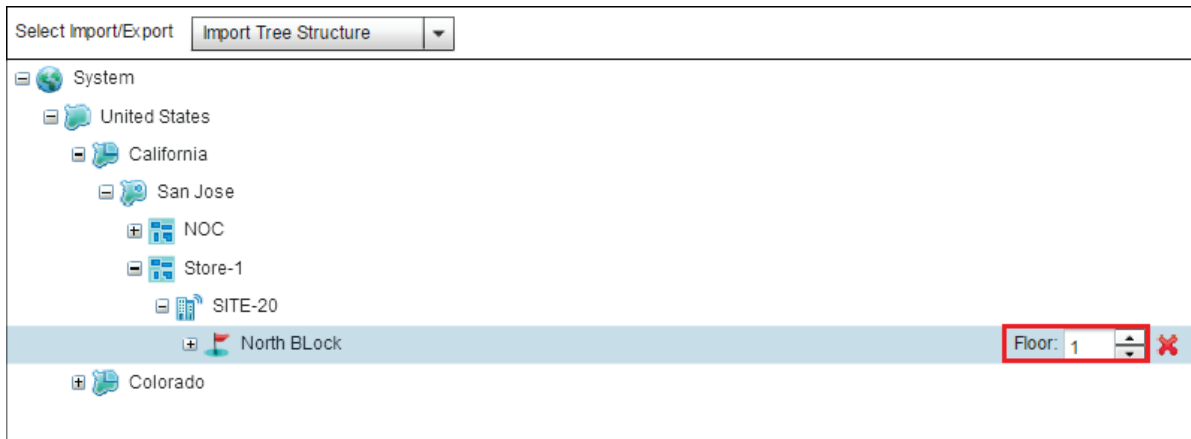 Select Import/Export Import Tree Structure
System
United States
California
San Jose
NOC
Store-1
SITE-20
North BLock Floor: 1
Colorado